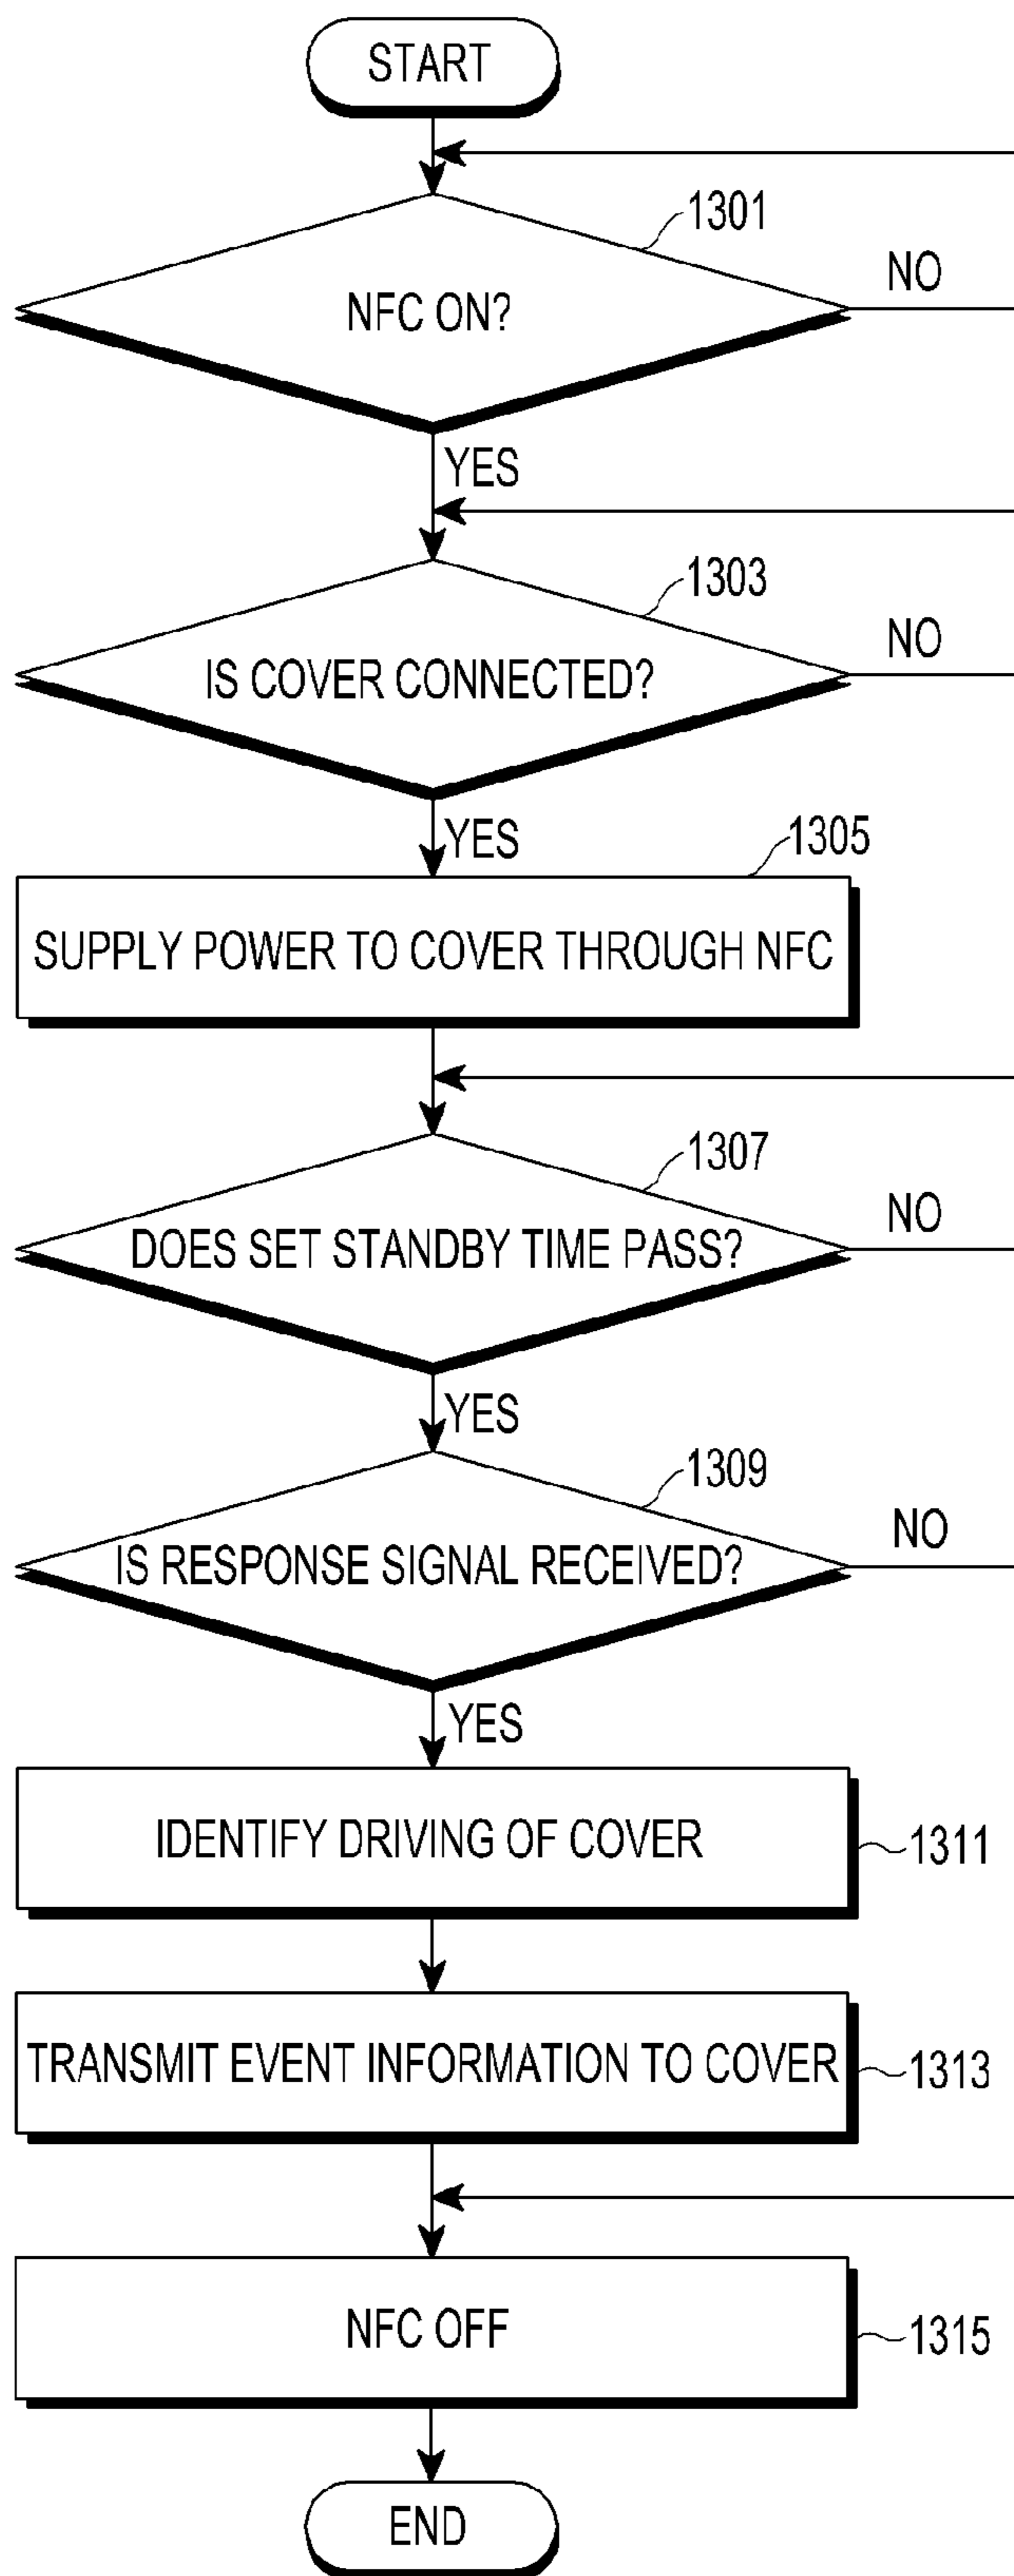 START
1301
NO
NFC ON?
YES
1303
NO
IS COVER CONNECTED?
YES
1305
SUPPLY POWER TO COVER THROUGH NFC
1307
NO
DOES SET STANDBY TIME PASS?
YES
1309
NO
IS RESPONSE SIGNAL RECEIVED?
YES
IDENTIFY DRIVING OF COVER
1311
TRANSMIT EVENT INFORMATION TO COVER
1313
NFC OFF
1315
END